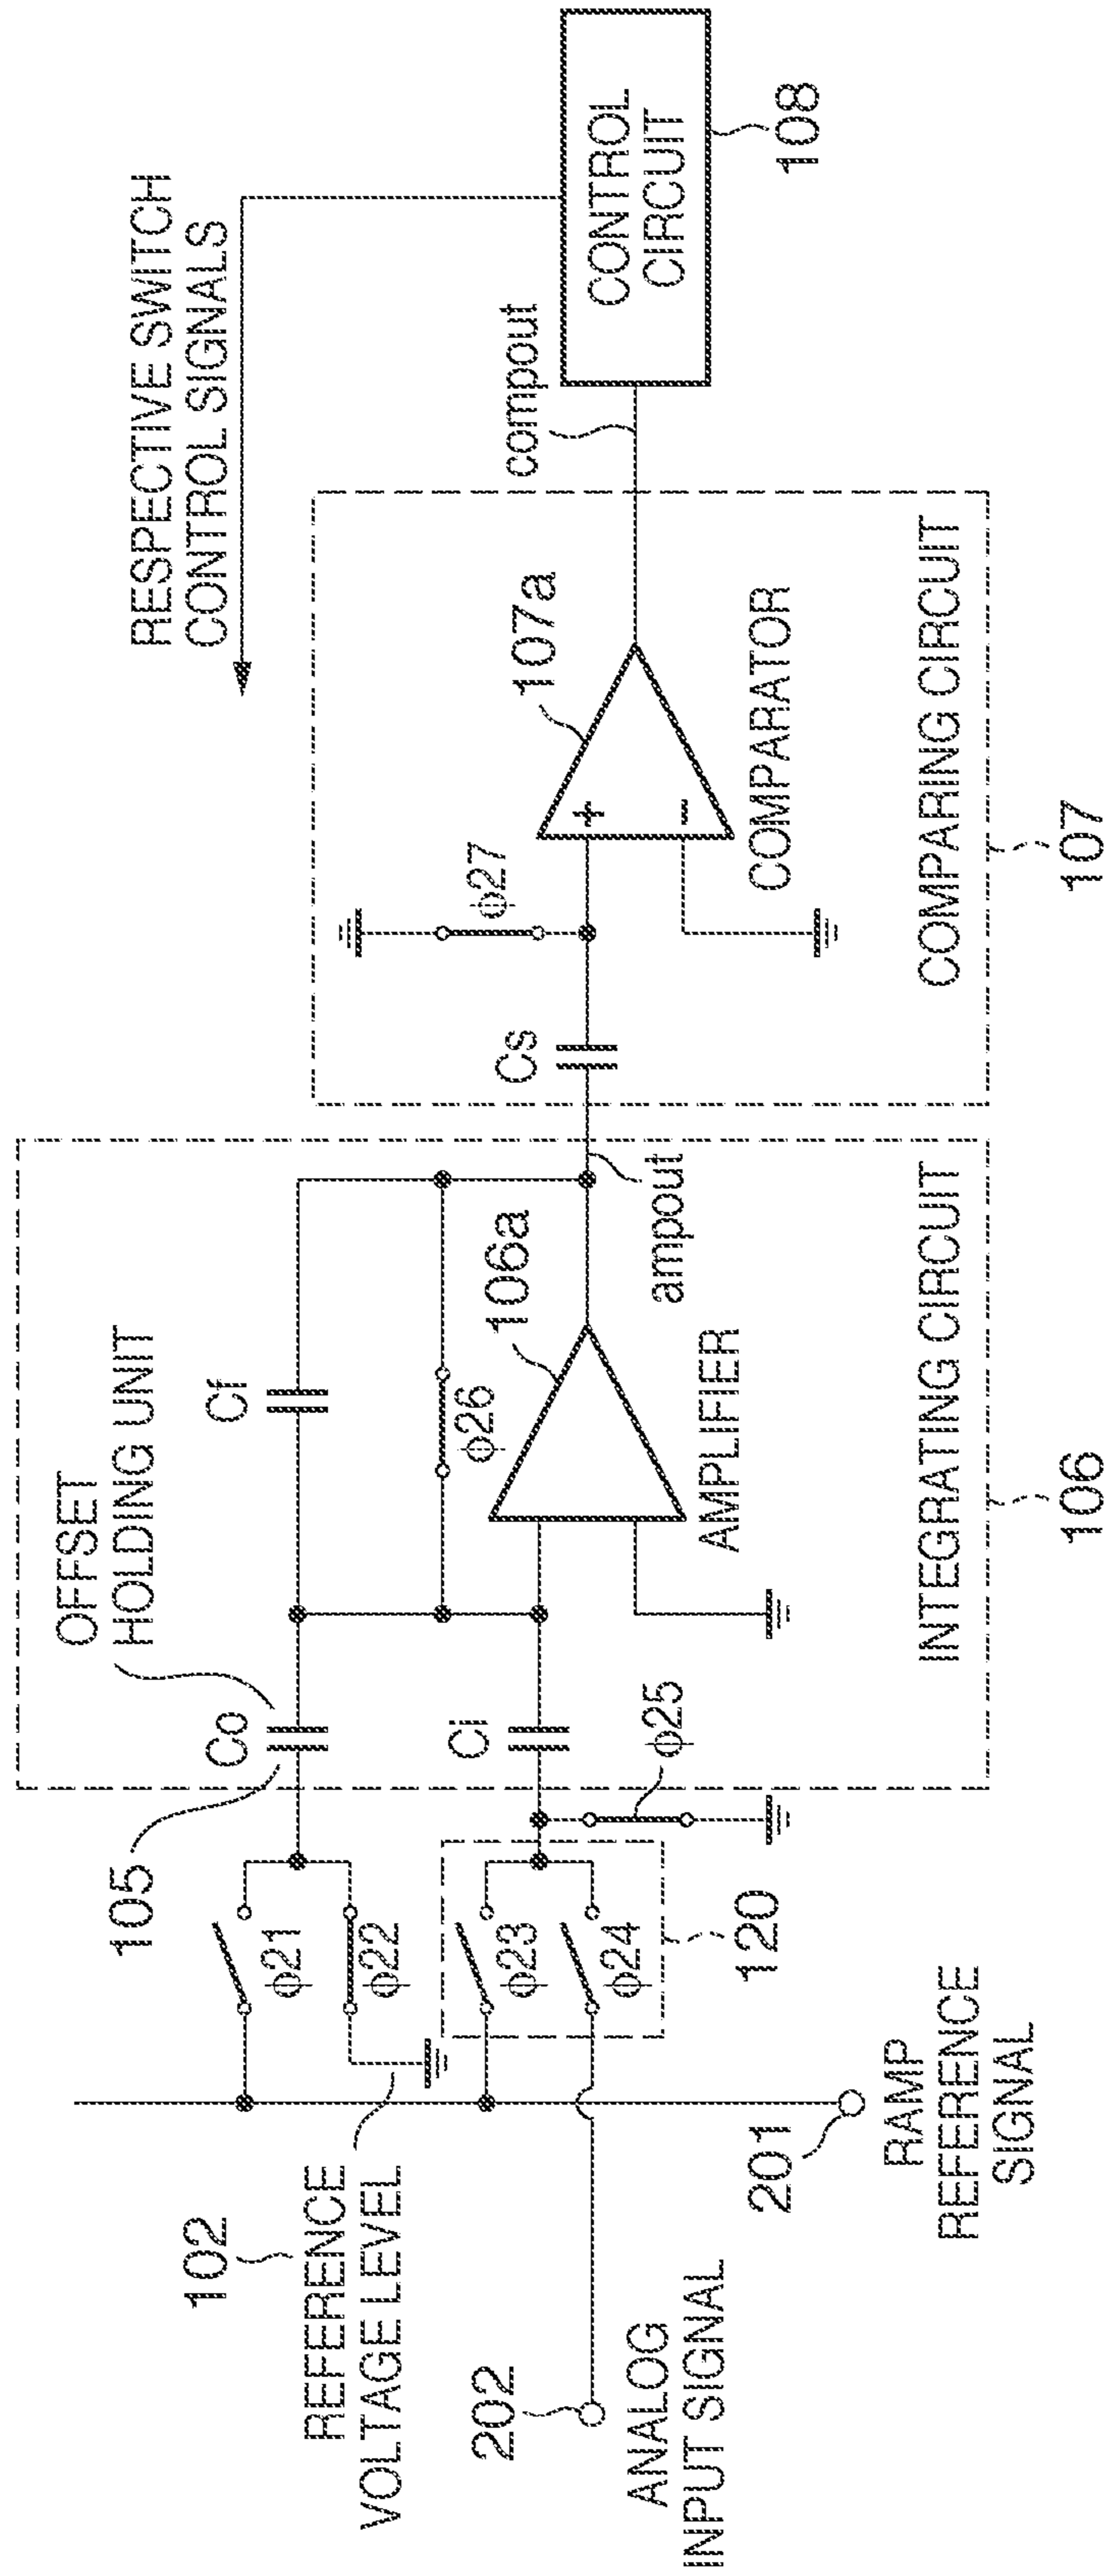 RESPECTIVE SWITCH
CONTROL SIGNALS
OFFSET
HOLDING UNIT
105
Co
Cf
102
REFERENCE
VOLTAGE LEVEL
ϕ21
ϕ22
ϕ23
ϕ24
120
Ci
ϕ25
ϕ26
106a
AMPLIFIER
ampout
INTEGRATING CIRCUIT
106
Cs
ϕ27
+
−
107a
COMPARATOR
COMPARING CIRCUIT
107
compout
CONTROL
CIRCUIT
108
202
ANALOG
INPUT SIGNAL
201
RAMP
REFERENCE
SIGNAL